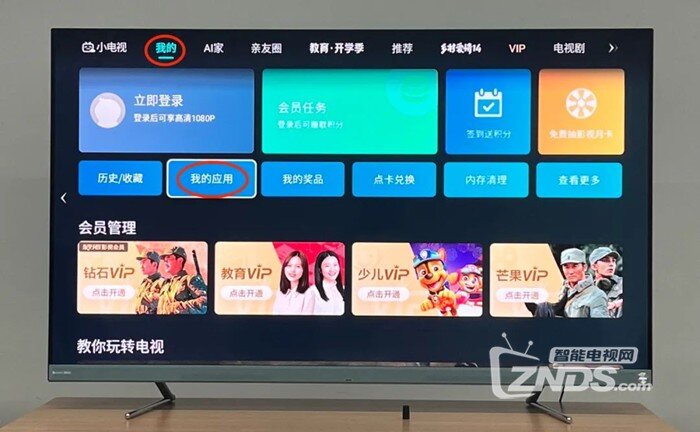 小电视 我的 AI家 亲友圈 教育·开学季 推荐 乡村爱情14 VIP 电视剧
立即登录
登录后可享高清1080P
会员任务
登录后可赚取积分
签到送积分
免费抽影视月卡
历史/收藏 我的应用 我的奖品 点卡兑换 内存清理 查看更多
会员管理
钻石VIP
点击开通
教育VIP
点击开通
少儿VIP
点击开通
芒果VIP
点击开通
教你玩转电视
智能电视网
ZNDS.com